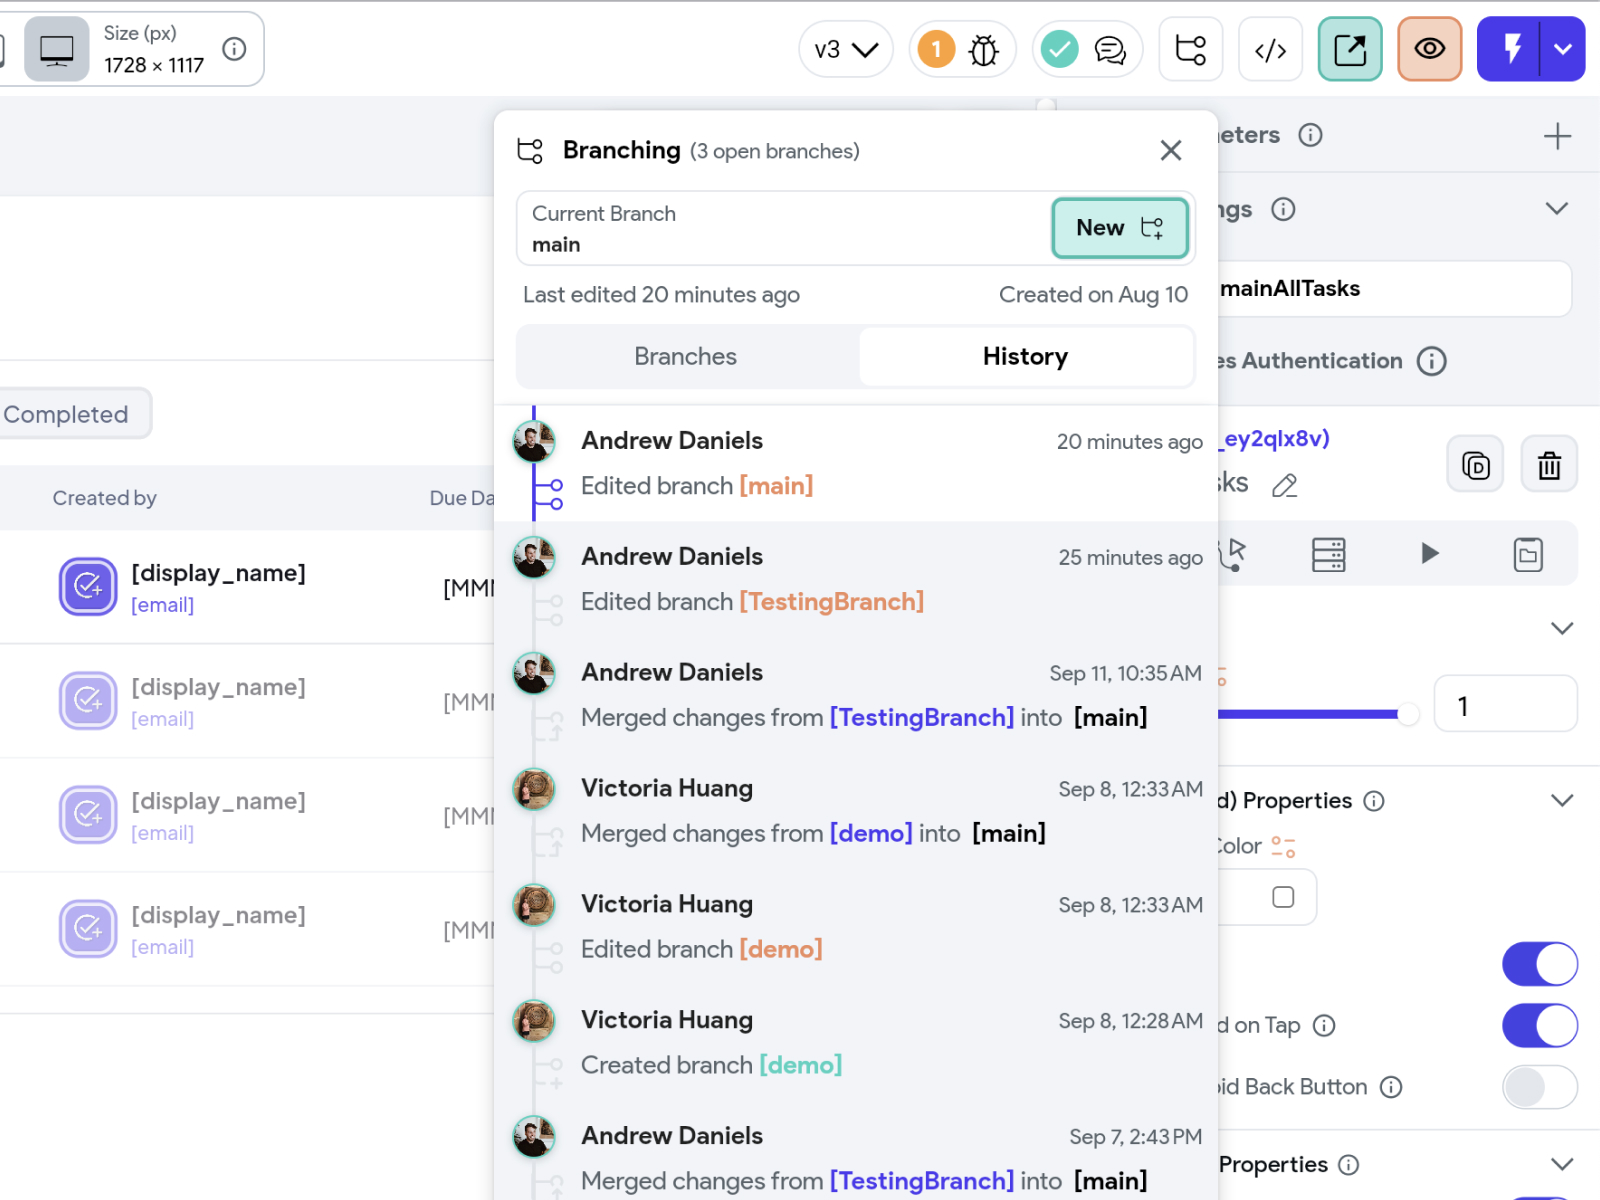 Size (px)
1728 × 1117
v3
1
</>
Branching (3 open branches)
Current Branch
main
New
Last edited 20 minutes ago
Created on Aug 10
Branches
History
Andrew Daniels
20 minutes ago
Edited branch [main]
Andrew Daniels
25 minutes ago
Edited branch [TestingBranch]
Andrew Daniels
Sep 11, 10:35 AM
Merged changes from [TestingBranch] into [main]
Victoria Huang
Sep 8, 12:33 AM
Merged changes from [demo] into [main]
Victoria Huang
Sep 8, 12:33 AM
Edited branch [demo]
Victoria Huang
Sep 8, 12:28 AM
Created branch [demo]
Andrew Daniels
Sep 7, 2:43 PM
Merged changes from [TestingBranch] into [main]
Completed
Created by
Due Da
[display_name]
[email]
[MM
[display_name]
[email]
[MM
[display_name]
[email]
[MM
[display_name]
[email]
[MM
eters
ngs
mainAllTasks
es Authentication
_ey2qlx8v)
sks
1
d) Properties
Color
d on Tap
oid Back Button
Properties